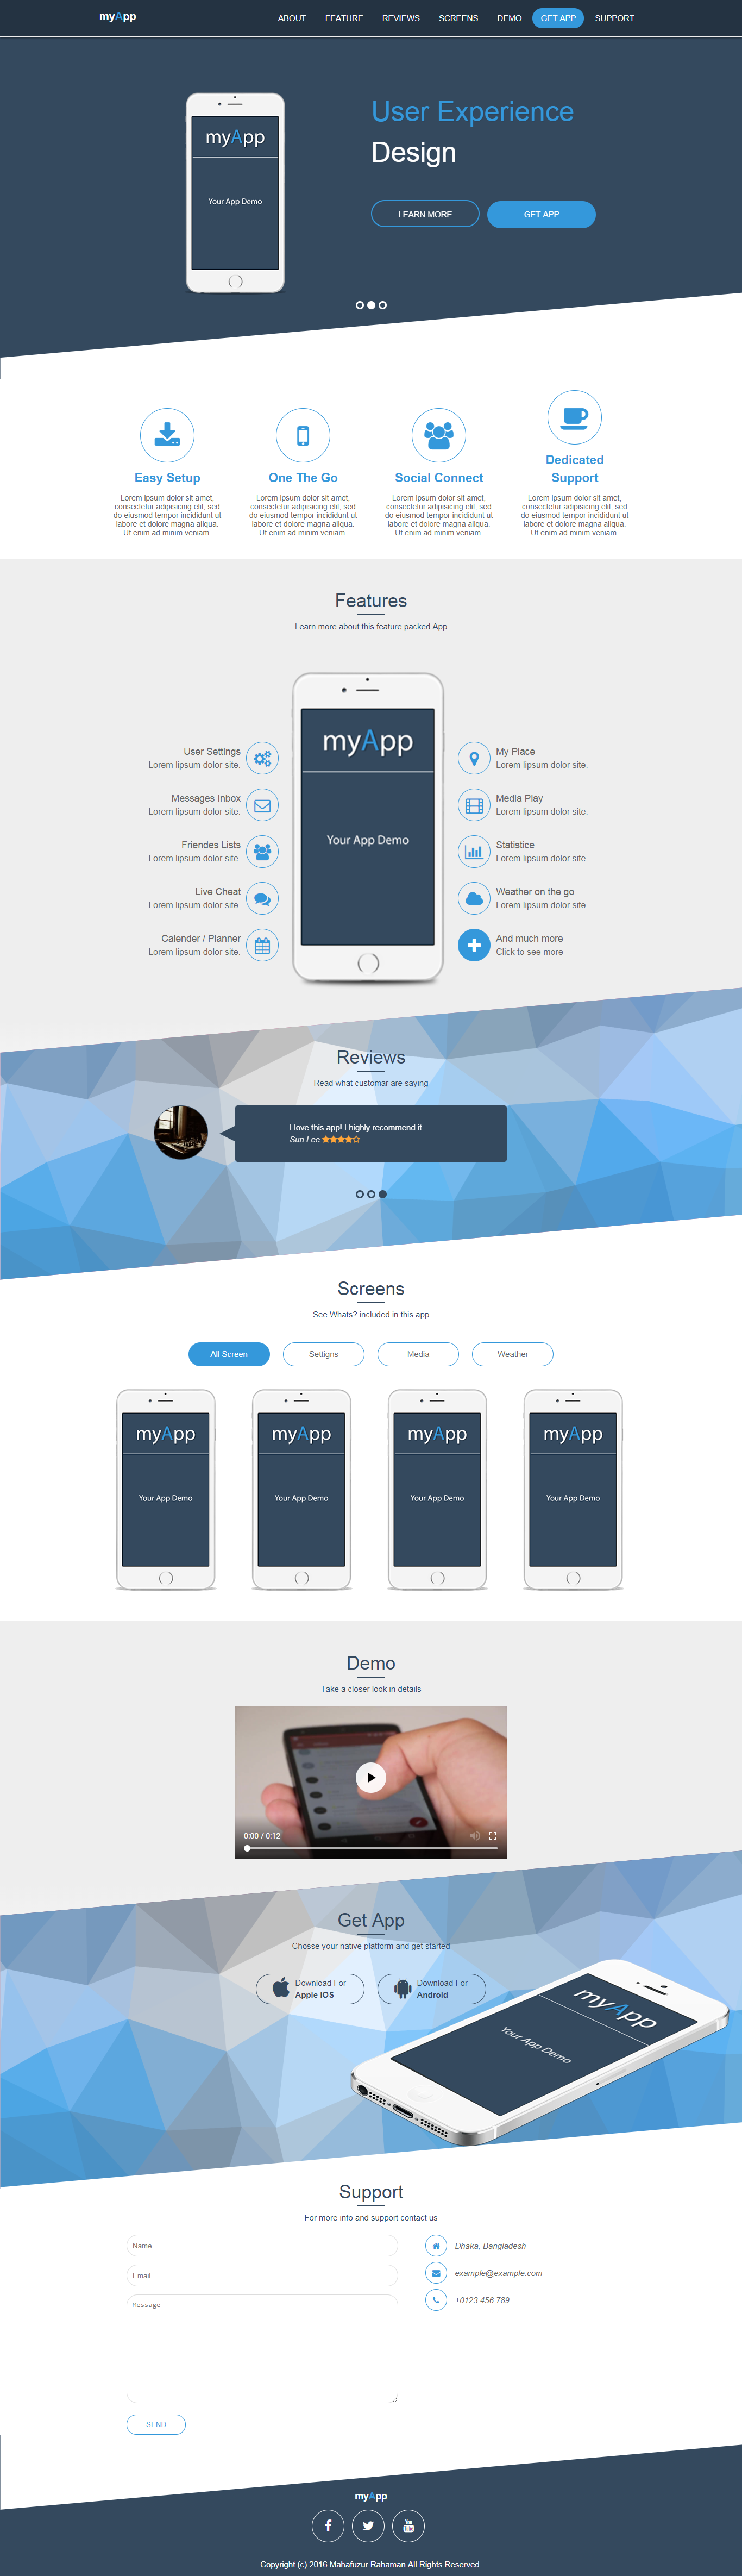 myApp
ABOUT FEATURE REVIEWS SCREENS DEMO GET APP SUPPORT
myApp
Your App Demo
User Experience
Design
LEARN MORE GET APP
Easy Setup
Lorem ipsum dolor sit amet,
consectetur adipisicing elit, sed
do eiusmod tempor incididunt ut
labore et dolore magna aliqua.
Ut enim ad minim veniam.
One The Go
Lorem ipsum dolor sit amet,
consectetur adipisicing elit, sed
do eiusmod tempor incididunt ut
labore et dolore magna aliqua.
Ut enim ad minim veniam.
Social Connect
Lorem ipsum dolor sit amet,
consectetur adipisicing elit, sed
do eiusmod tempor incididunt ut
labore et dolore magna aliqua.
Ut enim ad minim veniam.
Dedicated
Support
Lorem ipsum dolor sit amet,
consectetur adipisicing elit, sed
do eiusmod tempor incididunt ut
labore et dolore magna aliqua.
Ut enim ad minim veniam.
Features
Learn more about this feature packed App
User Settings
Lorem lipsum dolor site.
Messages Inbox
Lorem lipsum dolor site.
Friendes Lists
Lorem lipsum dolor site.
Live Cheat
Lorem lipsum dolor site.
Calender / Planner
Lorem lipsum dolor site.
myApp
Your App Demo
My Place
Lorem lipsum dolor site.
Media Play
Lorem lipsum dolor site.
Statistice
Lorem lipsum dolor site.
Weather on the go
Lorem lipsum dolor site.
And much more
Click to see more
Reviews
Read what customar are saying
I love this app! I highly recommend it
Sun Lee
Screens
See Whats? included in this app
All Screen Settigns Media Weather
myApp
Your App Demo
myApp
Your App Demo
myApp
Your App Demo
myApp
Your App Demo
Demo
Take a closer look in details
0:00 / 0:12
Get App
Chosse your native platform and get started
Download For
Apple IOS
Download For
Android
myApp
Your App Demo
Support
For more info and support contact us
Name
Email
Message
SEND
Dhaka, Bangladesh
example@example.com
+0123 456 789
myApp
You
Tube
Copyright (c) 2016 Mahafuzur Rahaman All Rights Reserved.